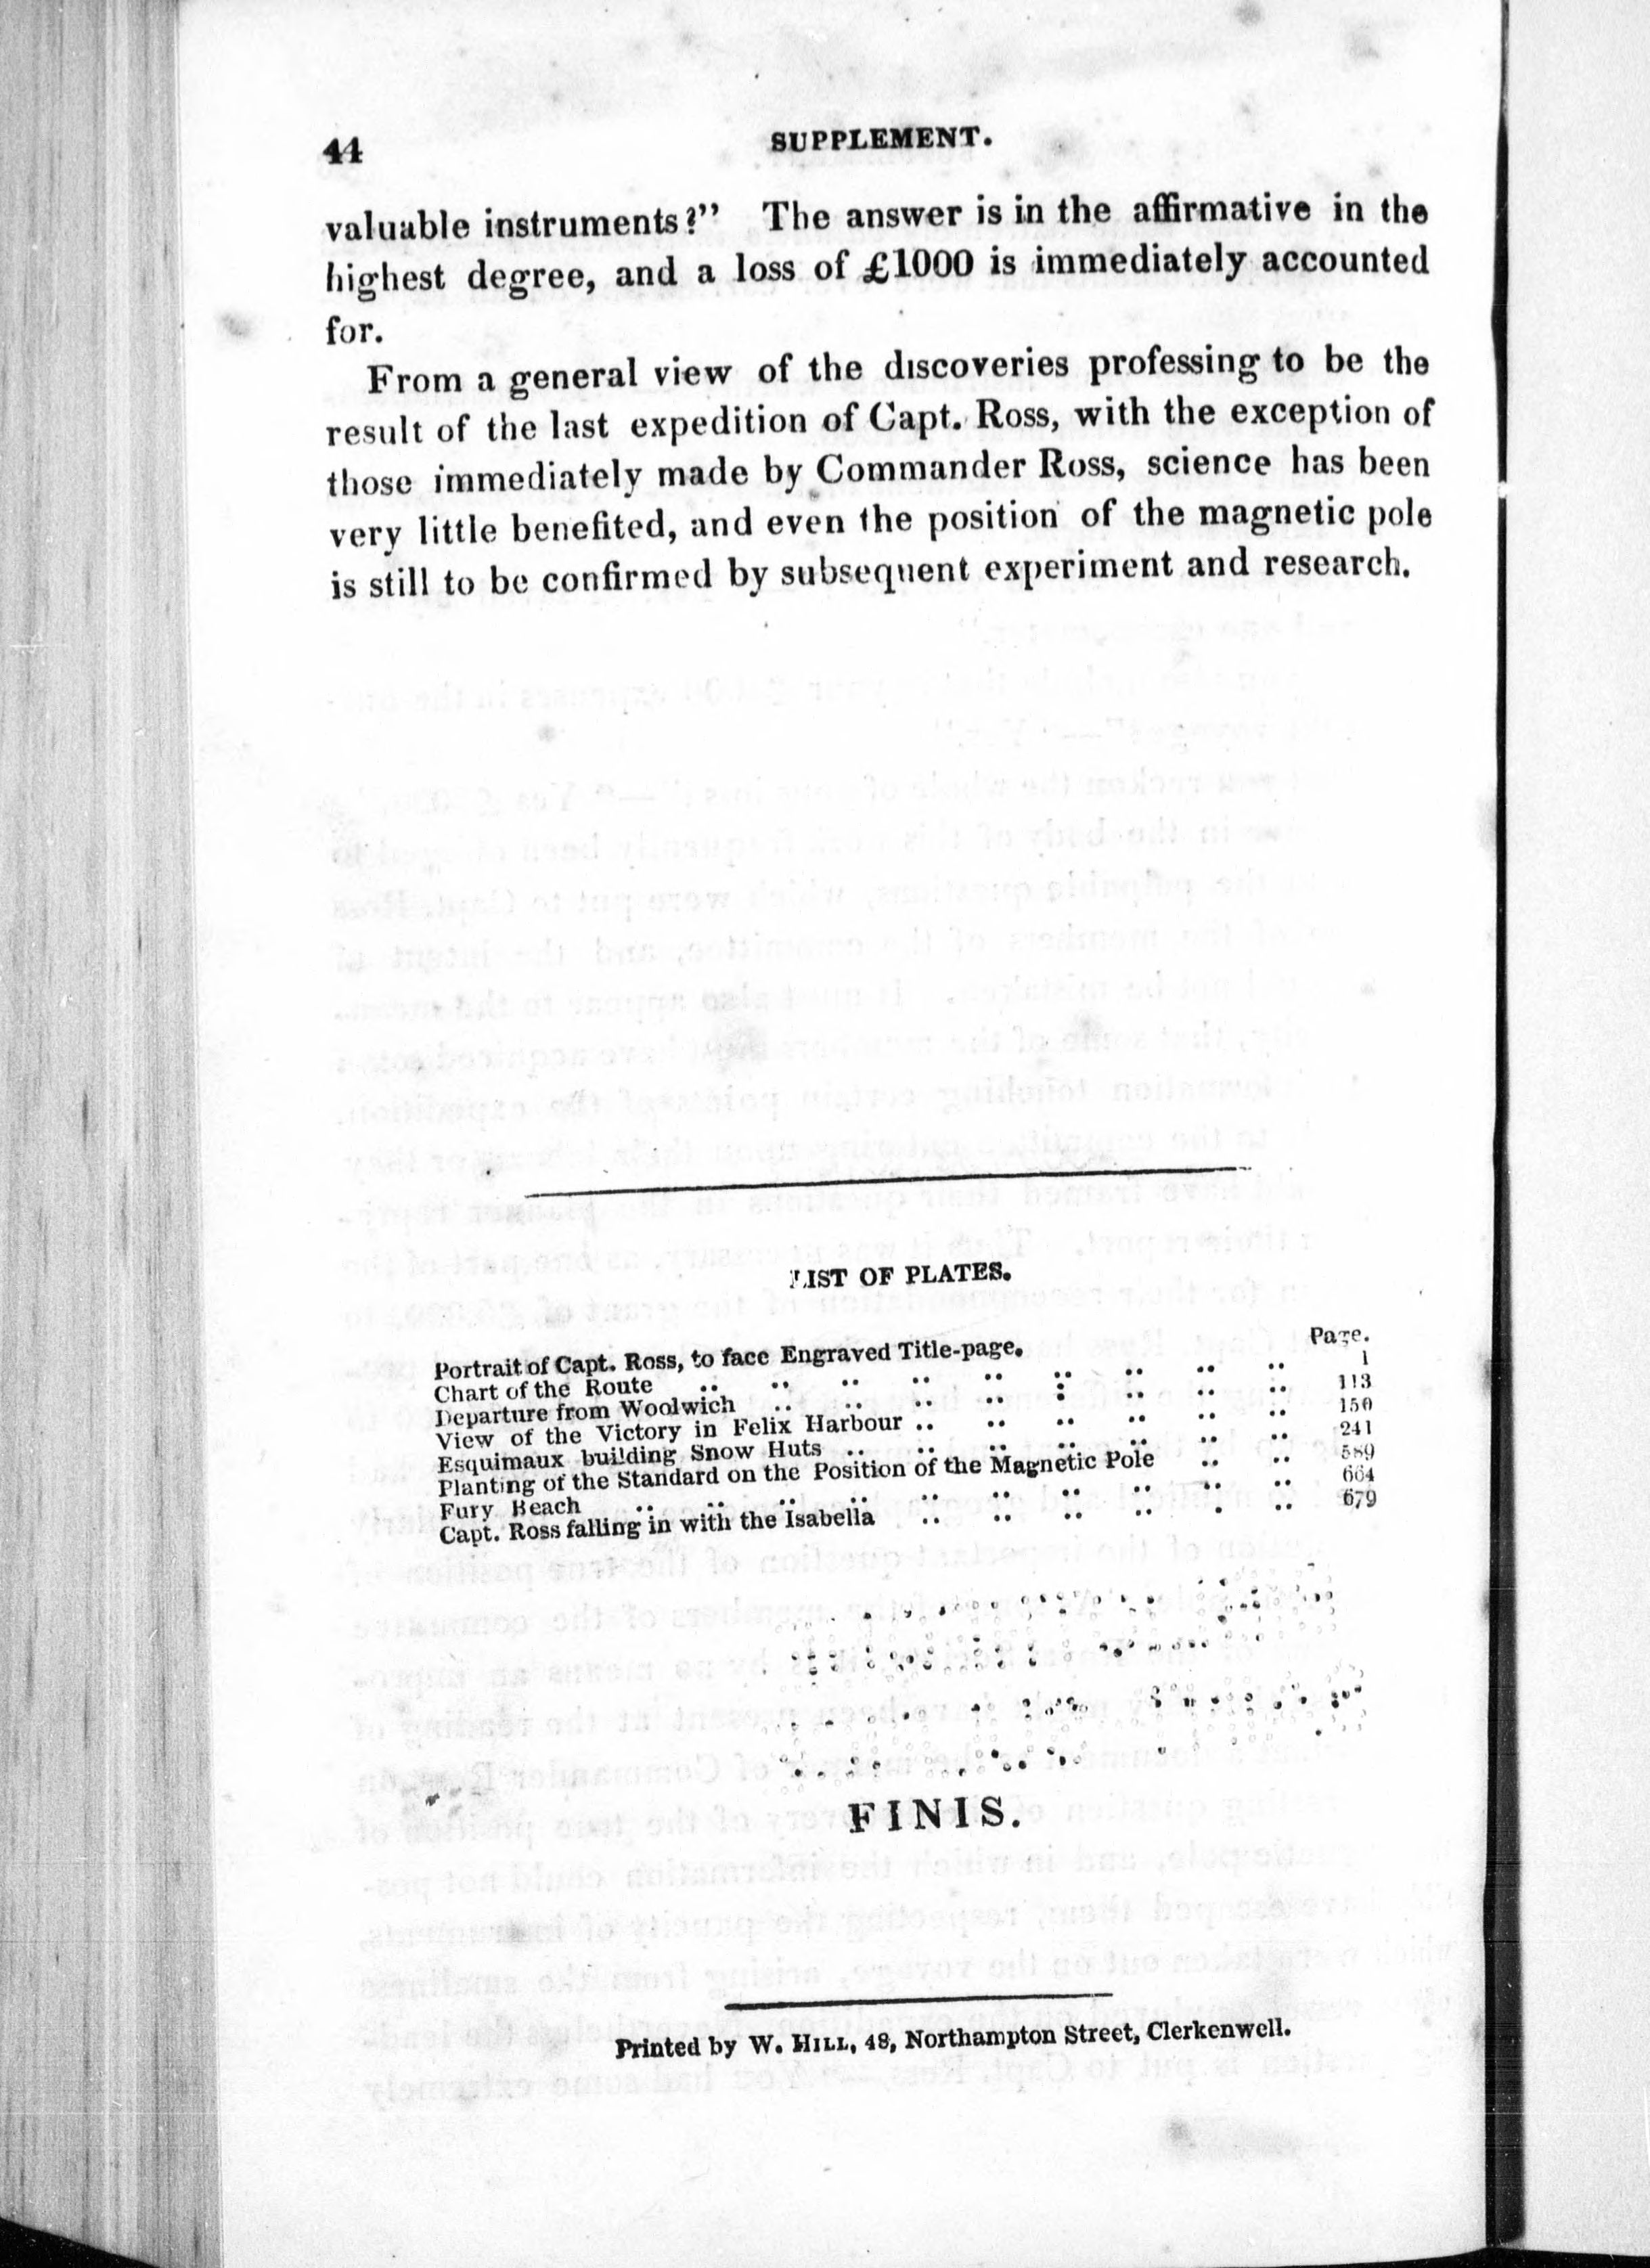 44 SUPPLEMENT.
valuable instruments?” The answer is in the affirmative in the
highest degree, and a loss of £1000 is immediately accounted
for.
From a general view of the discoveries professing to be the
result of the last expedition of Capt. Ross, with the exception of
those immediately made by Commander Ross, science has been
very little benefited, and even the position of the magnetic pole
is still to be confirmed by subsequent experiment and research.
LIST OF PLATES.
Page.
Portrait of Capt. Ross, to face Engraved Title-page.
Chart of the Route .. .. .. .. .. .. .. .. .. 1
Departure from Woolwich .. .. .. .. .. .. .. .. 113
View of the Victory in Felix Harbour .. .. .. .. .. .. 150
Esquimaux building Snow Huts .. .. .. .. .. .. .. 241
Planting of the Standard on the Position of the Magnetic Pole .. .. 589
Fury Beach .. .. .. .. .. .. .. .. .. .. 664
Capt. Ross falling in with the Isabella .. .. .. .. . .. 679
FINIS.
Printed by W. HILL, 48, Northampton Street, Clerkenwell.